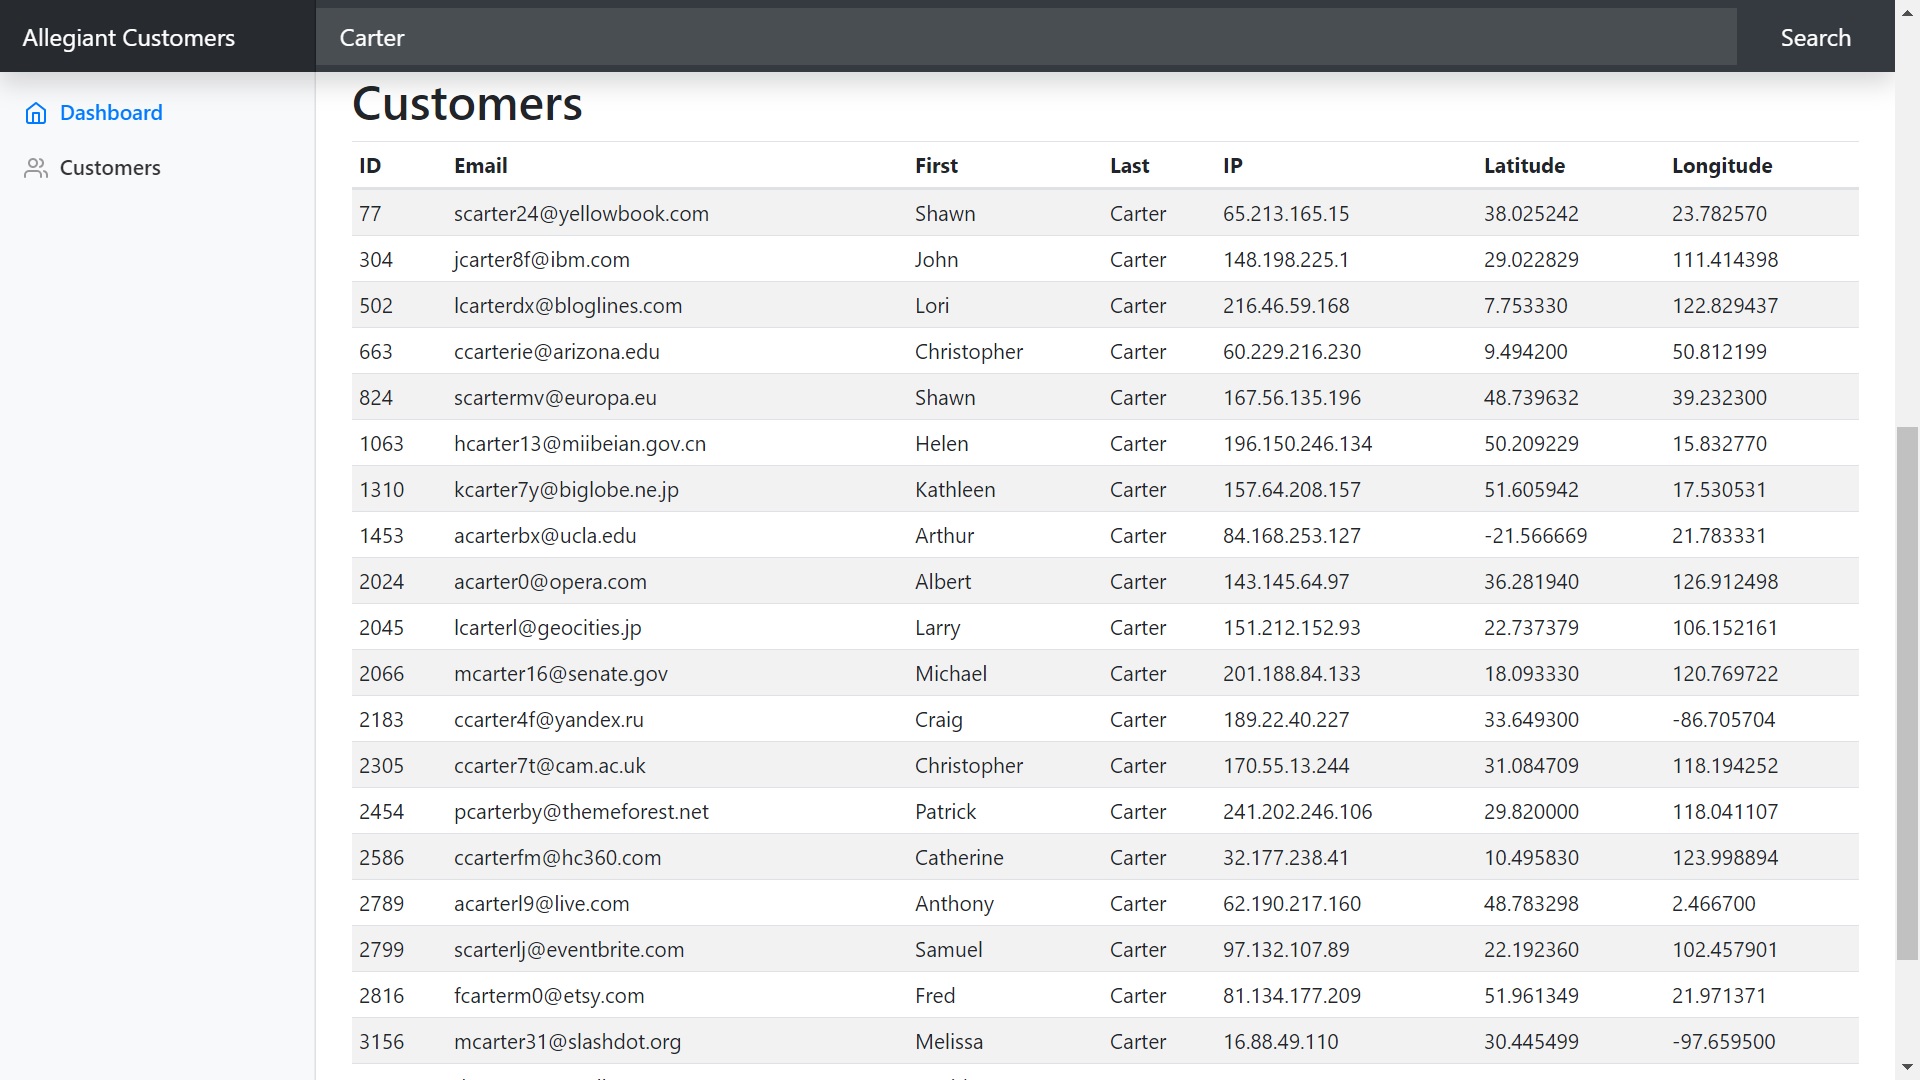 Allegiant Customers Carter Search
Dashboard
Customers
Customers
ID Email First Last IP Latitude Longitude
77 scarter24@yellowbook.com Shawn Carter 65.213.165.15 38.025242 23.782570
304 jcarter8f@ibm.com John Carter 148.198.225.1 29.022829 111.414398
502 lcarterdx@bloglines.com Lori Carter 216.46.59.168 7.753330 122.829437
663 ccarterie@arizona.edu Christopher Carter 60.229.216.230 9.494200 50.812199
824 scartermv@europa.eu Shawn Carter 167.56.135.196 48.739632 39.232300
1063 hcarter13@miibeian.gov.cn Helen Carter 196.150.246.134 50.209229 15.832770
1310 kcarter7y@biglobe.ne.jp Kathleen Carter 157.64.208.157 51.605942 17.530531
1453 acarterbx@ucla.edu Arthur Carter 84.168.253.127 -21.566669 21.783331
2024 acarter0@opera.com Albert Carter 143.145.64.97 36.281940 126.912498
2045 lcarterl@geocities.jp Larry Carter 151.212.152.93 22.737379 106.152161
2066 mcarter16@senate.gov Michael Carter 201.188.84.133 18.093330 120.769722
2183 ccarter4f@yandex.ru Craig Carter 189.22.40.227 33.649300 -86.705704
2305 ccarter7t@cam.ac.uk Christopher Carter 170.55.13.244 31.084709 118.194252
2454 pcarterby@themeforest.net Patrick Carter 241.202.246.106 29.820000 118.041107
2586 ccarterfm@hc360.com Catherine Carter 32.177.238.41 10.495830 123.998894
2789 acarterl9@live.com Anthony Carter 62.190.217.160 48.783298 2.466700
2799 scarterlj@eventbrite.com Samuel Carter 97.132.107.89 22.192360 102.457901
2816 fcarterm0@etsy.com Fred Carter 81.134.177.209 51.961349 21.971371
3156 mcarter31@slashdot.org Melissa Carter 16.88.49.110 30.445499 -97.659500